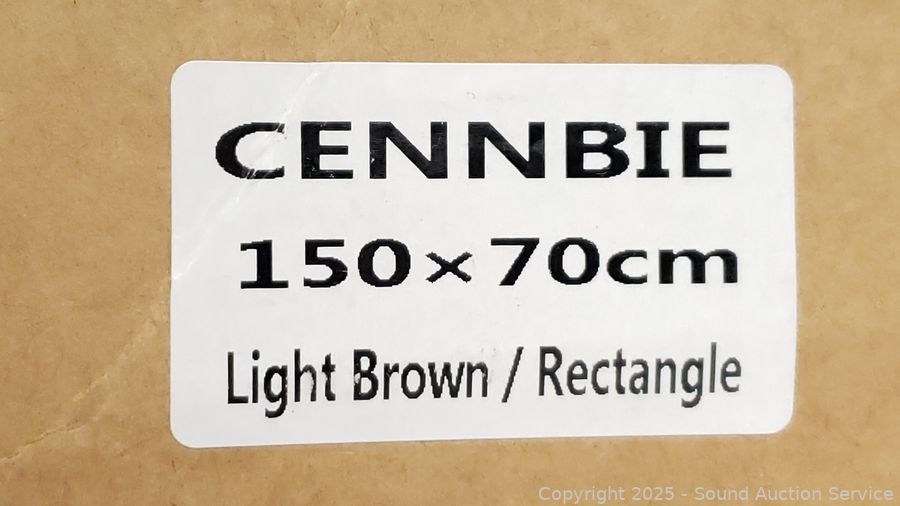 CENNBIE
150×70cm
Light Brown / Rectangle
Copyright 2025 - Sound Auction Service